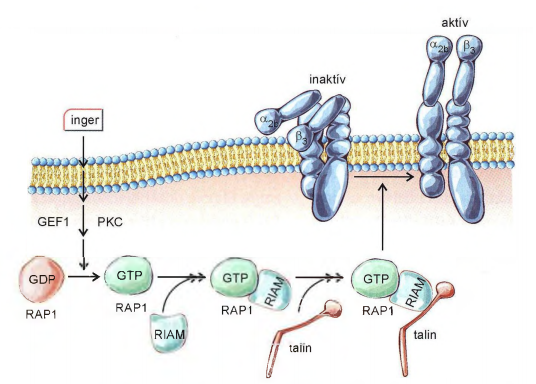 aktív
α2b β3
inaktív
α2b
β3
inger
GEF1 PKC
GDP
RAP1
GTP
RAP1
RIAM
GTP
RIAM
RAP1
talin
GTP
RIAM
RAP1
talin